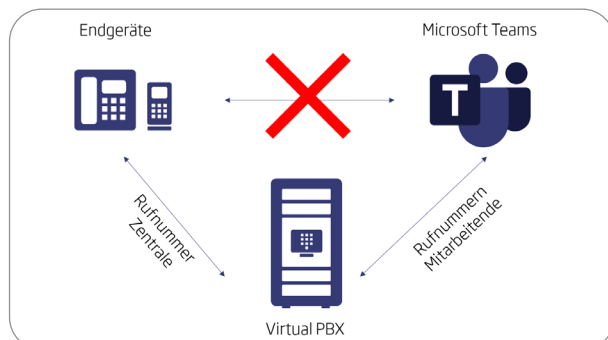 Endgeräte
Microsoft Teams
T
Rufnummer
Zentrale
Rufnummern
Mitarbeitende
Virtual PBX